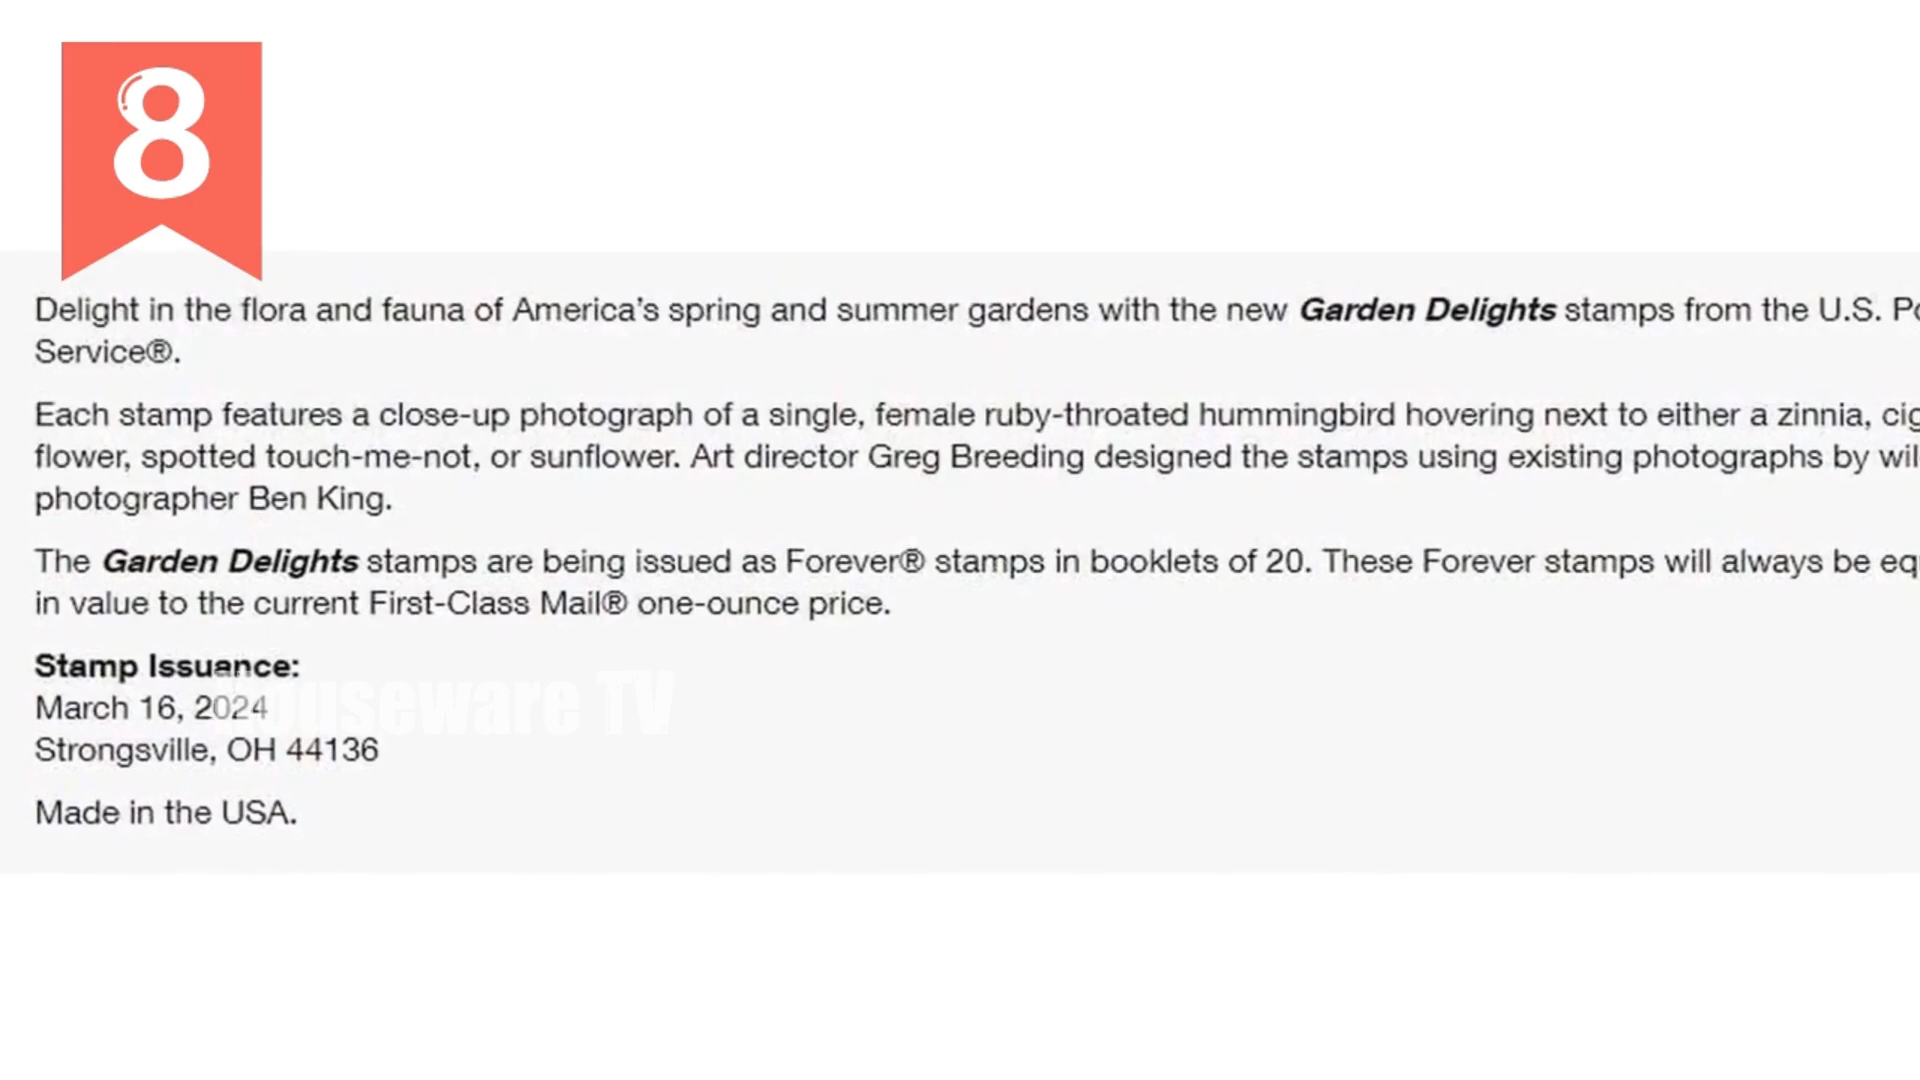 8
Delight in the flora and fauna of America's spring and summer gardens with the new Garden Delights stamps from the U.S.
Service®.
Each stamp features a close-up photograph of a single, female ruby-throated hummingbird hovering next to either a zinnia,
flower, spotted touch-me-not, or sunflower. Art director Greg Breeding designed the stamps using existing photographs by
photographer Ben King.
The Garden Delights stamps are being issued as Forever® stamps in booklets of 20. These Forever stamps will always be
in value to the current First-Class Mail® one-ounce price.
Stamp Issuance:
March 16, 2024
Houseware TV
Strongsville, OH 44136
Made in the USA.